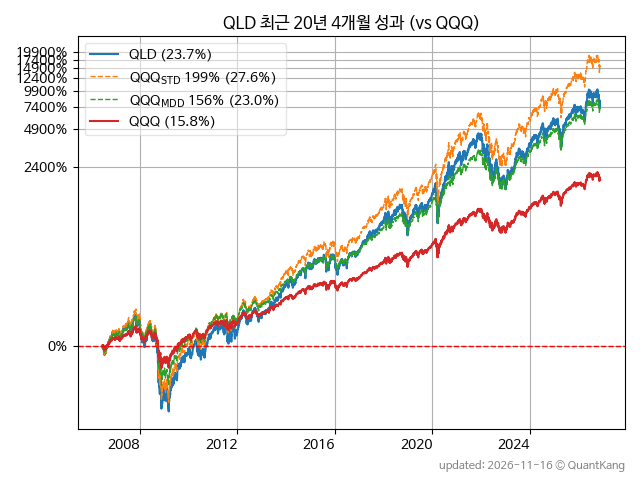 QLD 최근 20년 4개월 성과 (vs QQQ)
19900%
17400%
14900%
12400%
9900%
7400%
4900%
2400%
0%
QLD (23.7%)
QQQSTD 199% (27.6%)
QQQMDD 156% (23.0%)
QQQ (15.8%)
2008 2012 2016 2020 2024
updated: 2026-11-16 © QuantKang